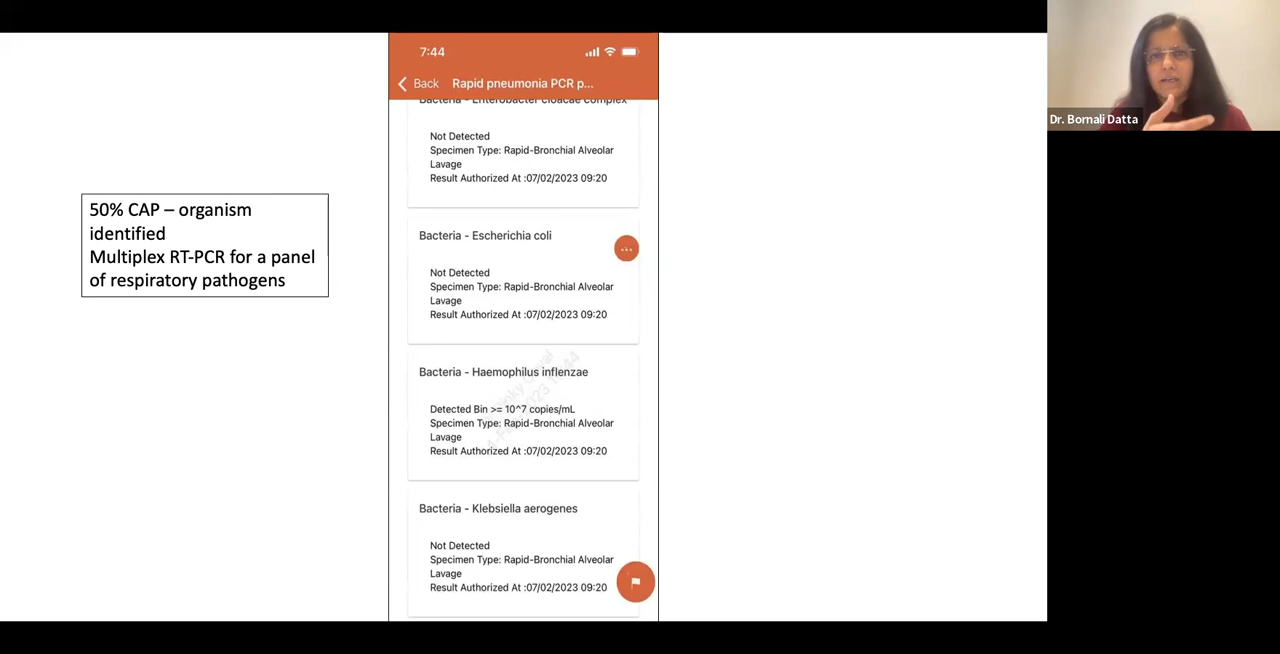 7:44
Back Rapid pneumonia PCR p...
Bacteria - Enterobacter cloacae complex
Not Detected
Specimen Type: Rapid-Bronchial Alveolar
Lavage
Result Authorized At :07/02/2023 09:20
Bacteria - Escherichia coli
Not Detected
Specimen Type: Rapid-Bronchial Alveolar
Lavage
Result Authorized At :07/02/2023 09:20
Bacteria - Haemophilus inflenzae
Detected Bin >= 10^7 copies/mL
Specimen Type: Rapid-Bronchial Alveolar
Lavage
Result Authorized At :07/02/2023 09:20
Bacteria - Klebsiella aerogenes
Not Detected
Specimen Type: Rapid-Bronchial Alveolar
Lavage
Result Authorized At :07/02/2023 09:20
50% CAP – organism
identified
Multiplex RT-PCR for a panel
of respiratory pathogens
Dr. Bornali Datta